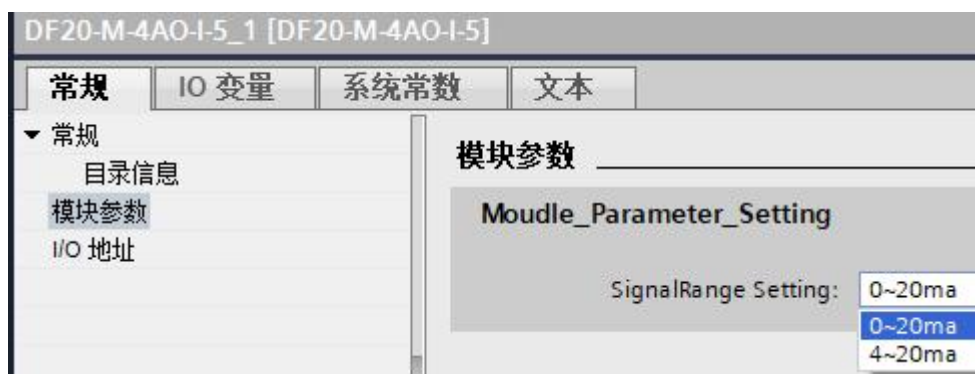 DF20-M-4AO-I-5_1 [DF20-M-4AO-I-5]
常规 IO 变量 系统常数 文本
常规
目录信息
模块参数
I/O 地址
模块参数
Moudle_Parameter_Setting
SignalRange Setting: 0~20ma
0~20ma
4~20ma